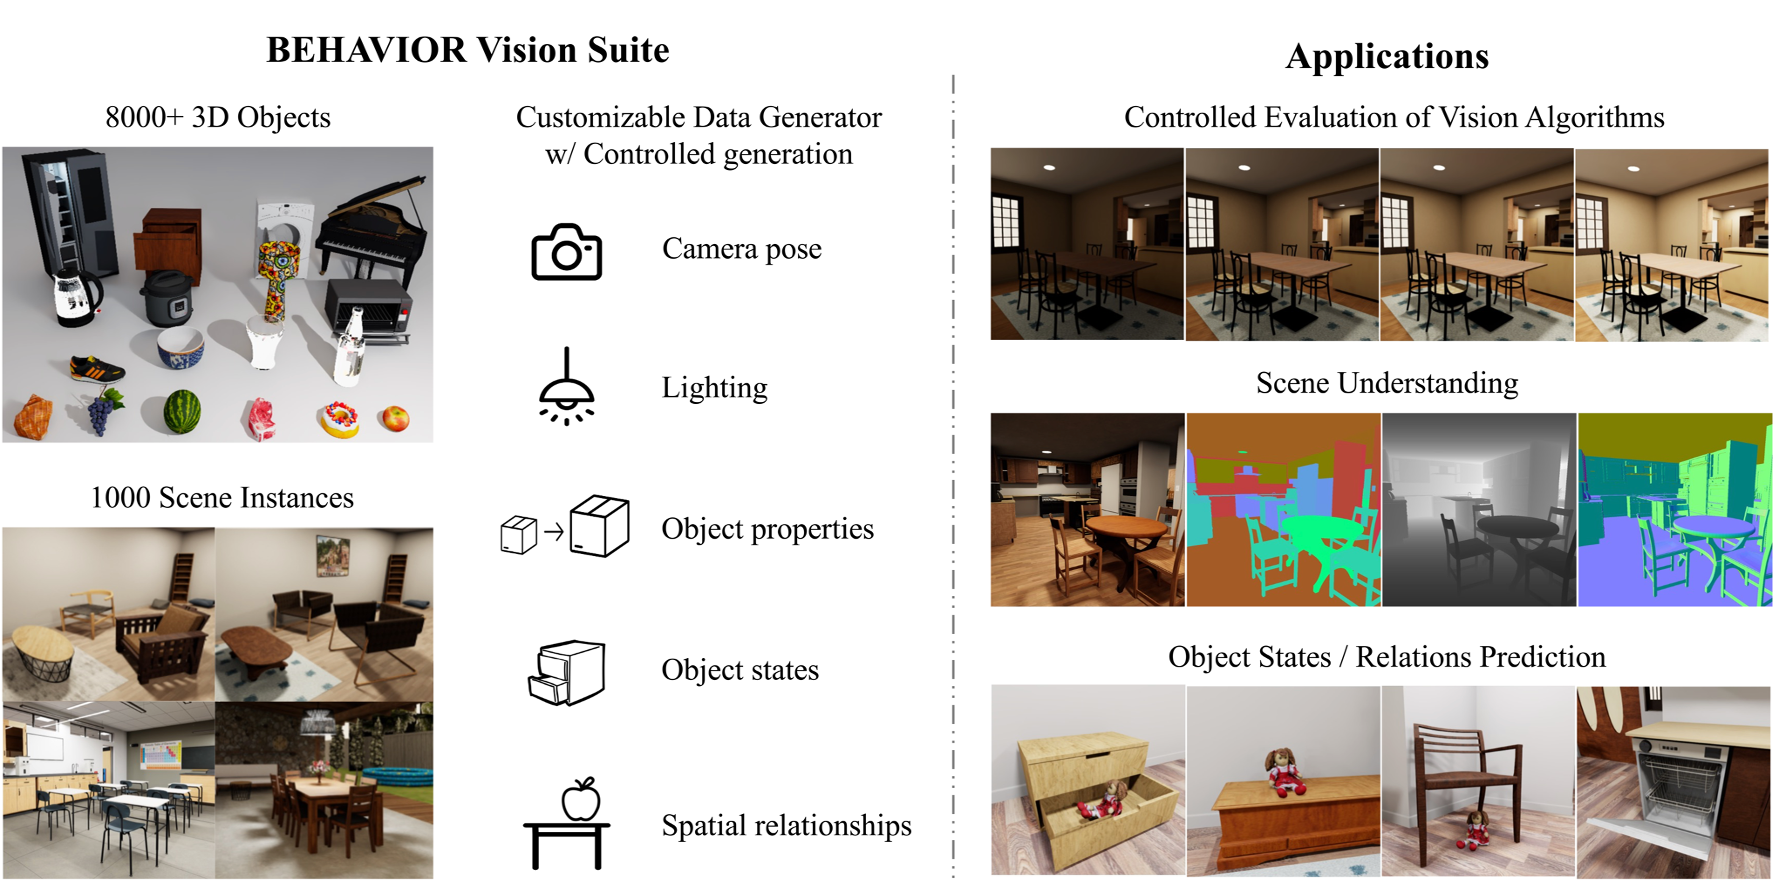 BEHAVIOR Vision Suite
8000+ 3D Objects
1000 Scene Instances
Customizable Data Generator
w/ Controlled generation
Camera pose
Lighting
Object properties
Object states
Spatial relationships
Applications
Controlled Evaluation of Vision Algorithms
Scene Understanding
Object States / Relations Prediction